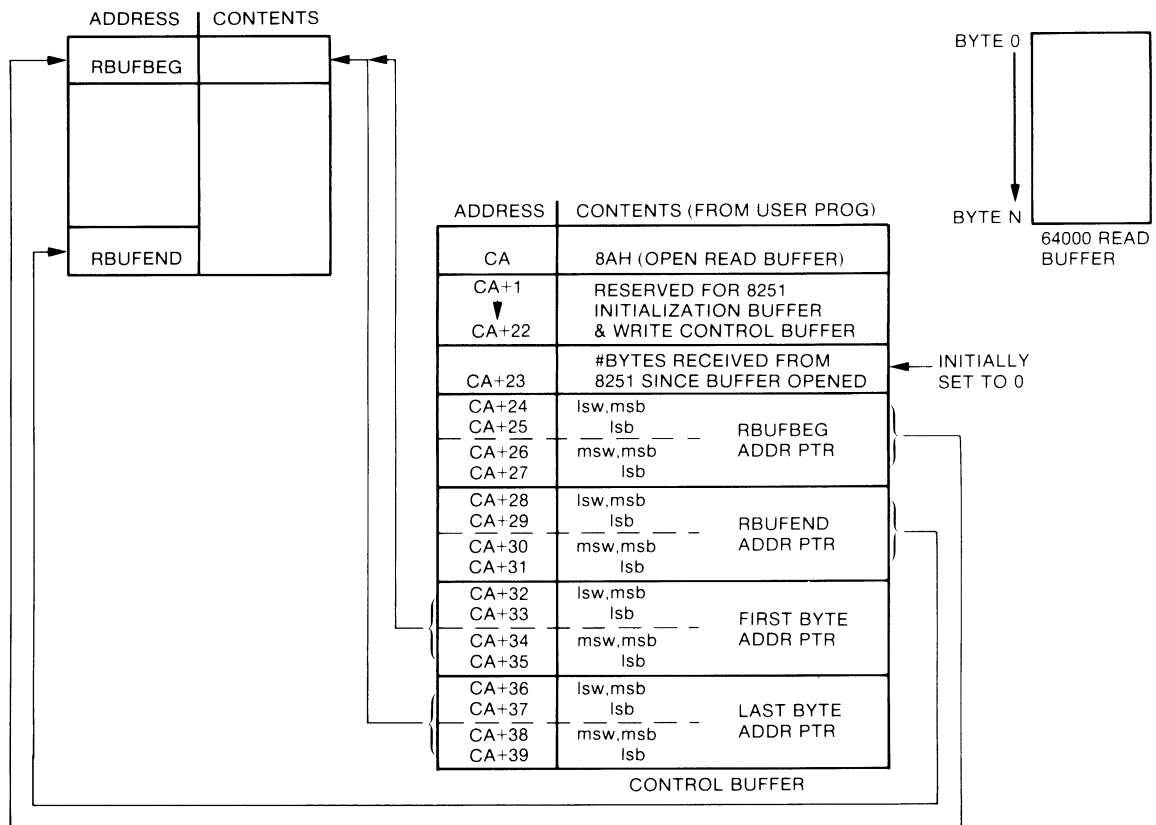 ADDRESS CONTENTS
RBUFBEG
RBUFEND
BYTE 0
BYTE N
64000 READ
BUFFER
ADDRESS CONTENTS (FROM USER PROG)
CA 8AH (OPEN READ BUFFER)
CA+1 RESERVED FOR 8251
INITIALIZATION BUFFER
CA+22 & WRITE CONTROL BUFFER
#BYTES RECEIVED FROM
CA+23 8251 SINCE BUFFER OPENED
INITIALLY
SET TO 0
CA+24 lsw,msb
CA+25 lsb RBUFBEG
CA+26 msw,msb ADDR PTR
CA+27 lsb
CA+28 lsw,msb
CA+29 lsb RBUFEND
CA+30 msw,msb ADDR PTR
CA+31 lsb
CA+32 lsw,msb
CA+33 lsb FIRST BYTE
CA+34 msw,msb ADDR PTR
CA+35 lsb
CA+36 lsw,msb
CA+37 lsb LAST BYTE
CA+38 msw,msb ADDR PTR
CA+39 lsb
CONTROL BUFFER